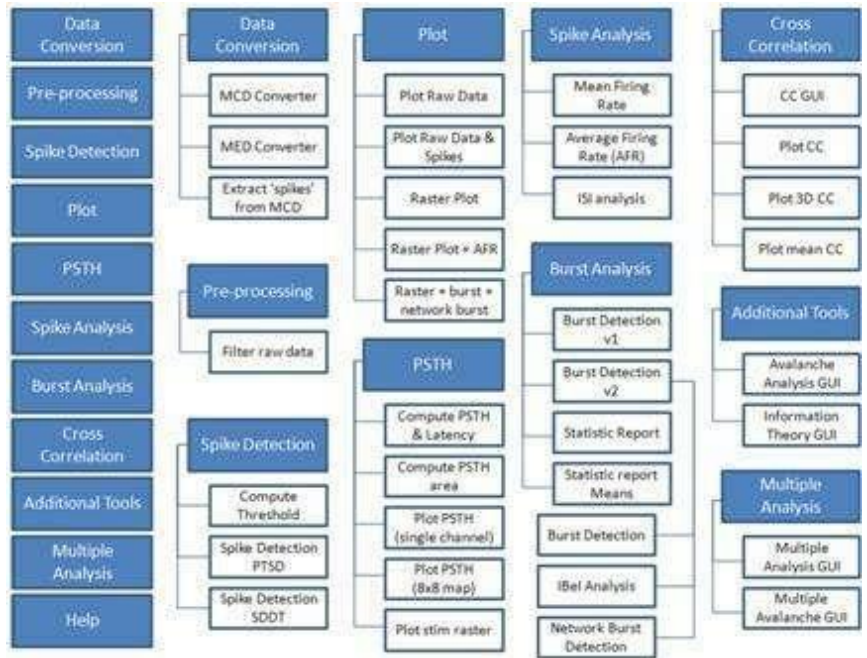 Data
Conversion
Pre-processing
Spike Detection
Plot
PSTH
Spike Analysis
Burst Analysis
Cross
Correlation
Additional Tools
Multiple
Analysis
Help
Data
Conversion
MCD Converter
MED Converter
Extract 'spikes'
from MCD
Pre-processing
Filter raw data
Spike Detection
Compute
Threshold
Spike Detection
PTSD
Spike Detection
SDDT
Plot
Plot Raw Data
Plot Raw Data &
Spikes
Raster Plot
Raster Plot + AFR
Raster + burst +
network burst
PSTH
Compute PSTH
& Latency
Compute PSTH
area
Plot PSTH
(single channel)
Plot PSTH
(8x8 map)
Plot stim raster
Spike Analysis
Mean Firing
Rate
Average Firing
Rate (AFR)
ISI analysis
Burst Analysis
Burst Detection
v1
Burst Detection
v2
Statistic Report
Statistic report
Means
Burst Detection
IBeI Analysis
Network Burst
Detection
Cross
Correlation
CC GUI
Plot CC
Plot 3D CC
Plot mean CC
Additional Tools
Avalanche
Analysis GUI
Information
Theory GUI
Multiple
Analysis
Multiple
Analysis GUI
Multiple
Avalanche GUI